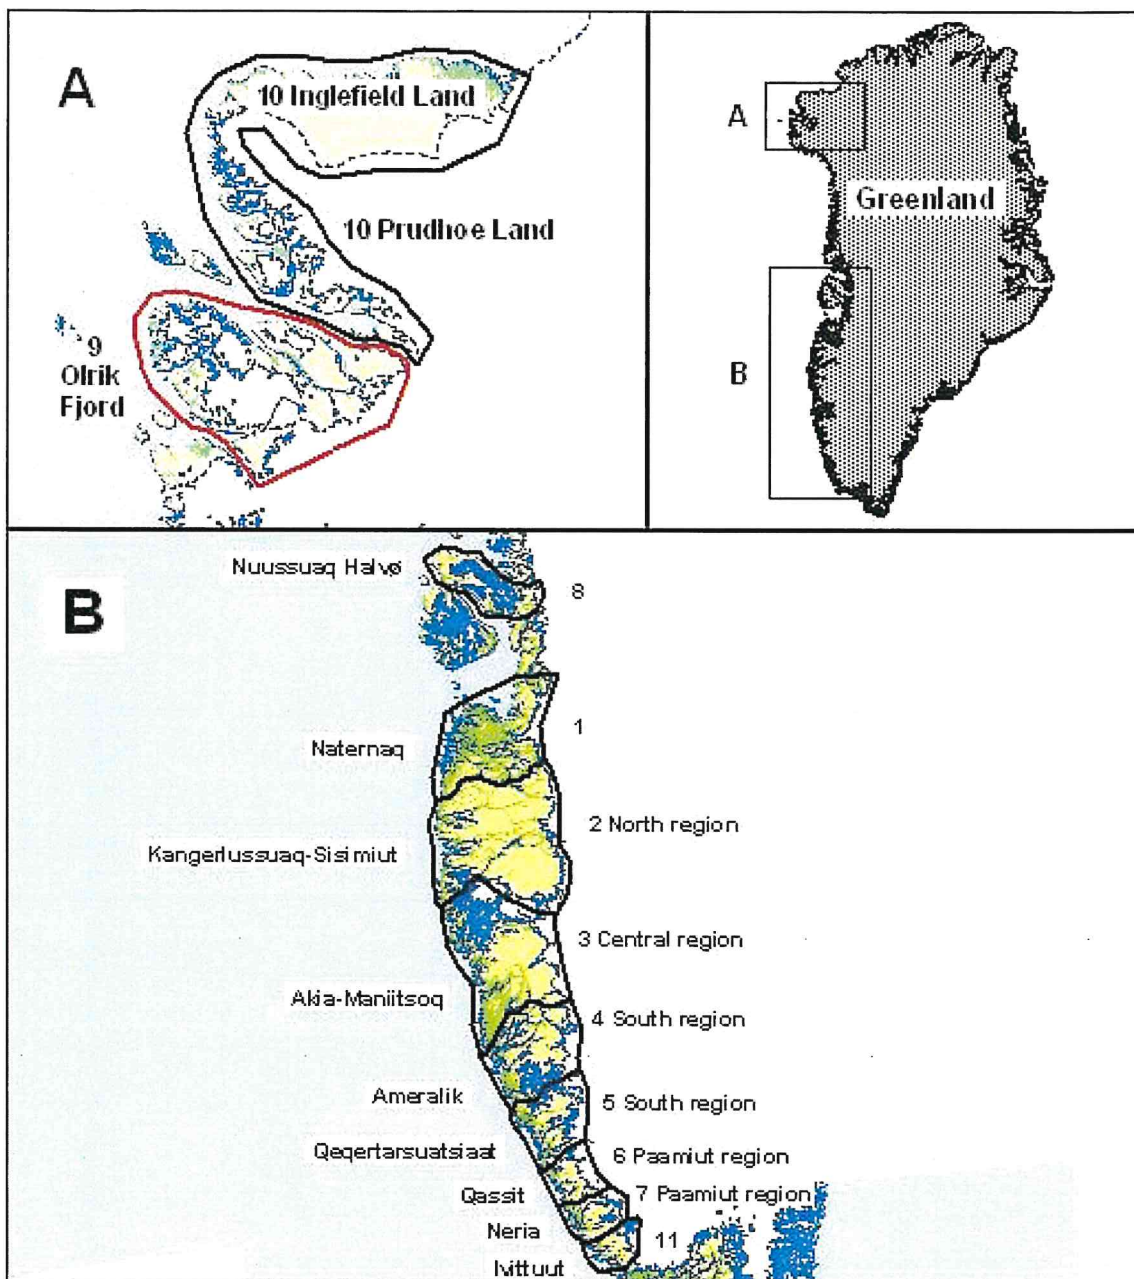 A
10 Inglefield Land
10 Prudhoe Land
9
Olrik
Fjord
A
Greenland
B
B
Nuussuaq Halvø
8
Naternaq
1
2 North region
Kangerlussuaq-Sisimiut
3 Central region
Akia-Maniitsoq
4 South region
Ameralik
5 South region
Qeqertarsuatsiaat
6 Paamiut region
Qassit
7 Paamiut region
Neria
11
Ivittuut